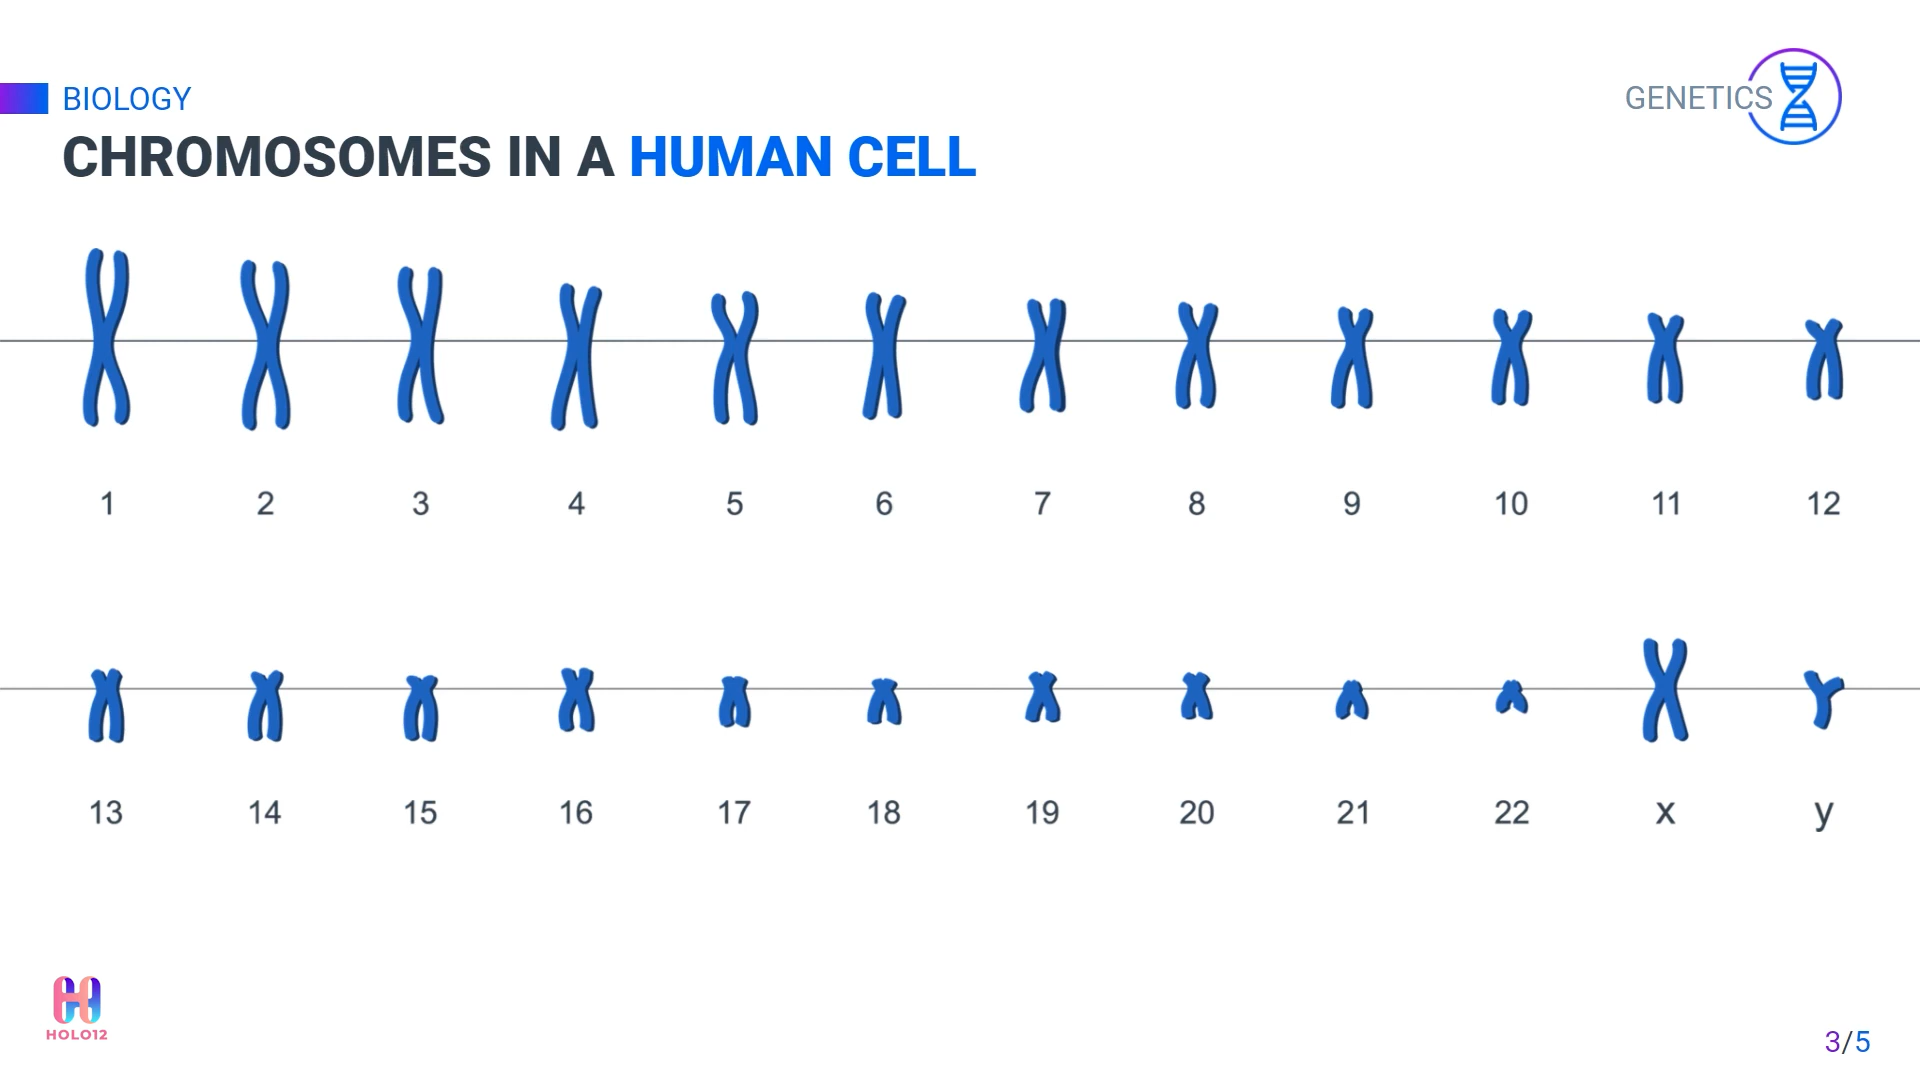 BIOLOGY
GENETICS
CHROMOSOMES IN A HUMAN CELL
1 2 3 4 5 6 7 8 9 10 11 12
13 14 15 16 17 18 19 20 21 22 x y
HOLO12
3/5